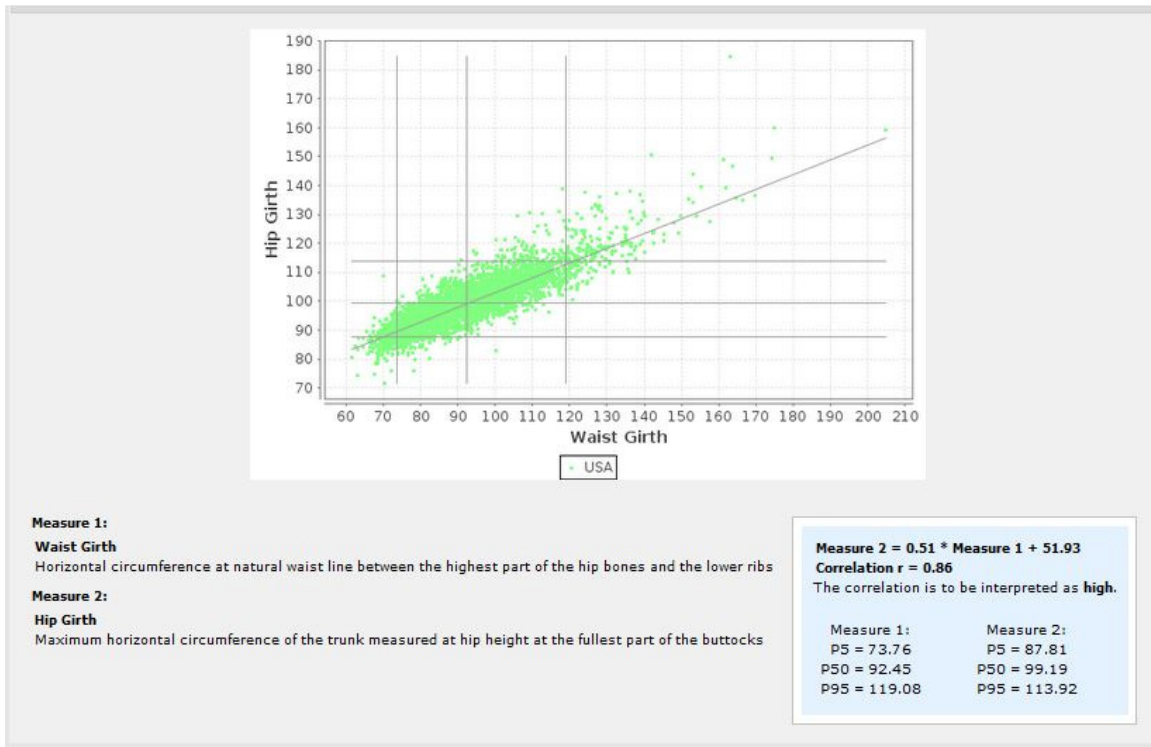 190
180
170
160
150
140
130
120
110
100
90
80
70
Hip Girth
60 70 80 90 100 110 120 130 140 150 160 170 180 190 200 210
Waist Girth
USA
Measure 1:
Waist Girth
Horizontal circumference at natural waist line between the highest part of the hip bones and the lower ribs
Measure 2:
Hip Girth
Maximum horizontal circumference of the trunk measured at hip height at the fullest part of the buttocks
Measure 2 = 0.51 * Measure 1 + 51.93
Correlation r = 0.86
The correlation is to be interpreted as high.
Measure 1: Measure 2:
P5 = 73.76 P5 = 87.81
P50 = 92.45 P50 = 99.19
P95 = 119.08 P95 = 113.92